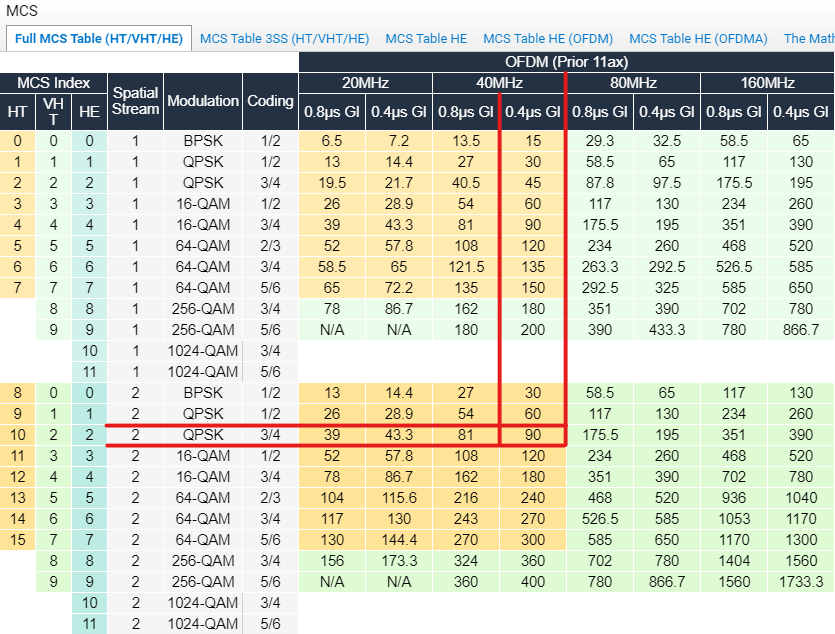 MCS
Full MCS Table (HT/VHT/HE) MCS Table 3SS (HT/VHT/HE) MCS Table HE MCS Table HE (OFDM) MCS Table HE (OFDMA) The Math
OFDM (Prior 11ax)
MCS Index Spatial Stream Modulation Coding 20MHz 40MHz 80MHz 160MHz
HT VHT HE 0.8µs GI 0.4µs GI 0.8µs GI 0.4µs GI 0.8µs GI 0.4µs GI 0.8µs GI 0.4µs GI
0 0 0 1 BPSK 1/2 6.5 7.2 13.5 15 29.3 32.5 58.5 65
1 1 1 1 QPSK 1/2 13 14.4 27 30 58.5 65 117 130
2 2 2 1 QPSK 3/4 19.5 21.7 40.5 45 87.8 97.5 175.5 195
3 3 3 1 16-QAM 1/2 26 28.9 54 60 117 130 234 260
4 4 4 1 16-QAM 3/4 39 43.3 81 90 175.5 195 351 390
5 5 5 1 64-QAM 2/3 52 57.8 108 120 234 260 468 520
6 6 6 1 64-QAM 3/4 58.5 65 121.5 135 263.3 292.5 526.5 585
7 7 7 1 64-QAM 5/6 65 72.2 135 150 292.5 325 585 650
8 8 1 256-QAM 3/4 78 86.7 162 180 351 390 702 780
9 9 1 256-QAM 5/6 N/A N/A 180 200 390 433.3 780 866.7
10 1 1024-QAM 3/4
11 1 1024-QAM 5/6
8 0 0 2 BPSK 1/2 13 14.4 27 30 58.5 65 117 130
9 1 1 2 QPSK 1/2 26 28.9 54 60 117 130 234 260
10 2 2 2 QPSK 3/4 39 43.3 81 90 175.5 195 351 390
11 3 3 2 16-QAM 1/2 52 57.8 108 120 234 260 468 520
12 4 4 2 16-QAM 3/4 78 86.7 162 180 351 390 702 780
13 5 5 2 64-QAM 2/3 104 115.6 216 240 468 520 936 1040
14 6 6 2 64-QAM 3/4 117 130 243 270 526.5 585 1053 1170
15 7 7 2 64-QAM 5/6 130 144.4 270 300 585 650 1170 1300
8 8 2 256-QAM 3/4 156 173.3 324 360 702 780 1404 1560
9 9 2 256-QAM 5/6 N/A N/A 360 400 780 866.7 1560 1733.3
10 2 1024-QAM 3/4
11 2 1024-QAM 5/6